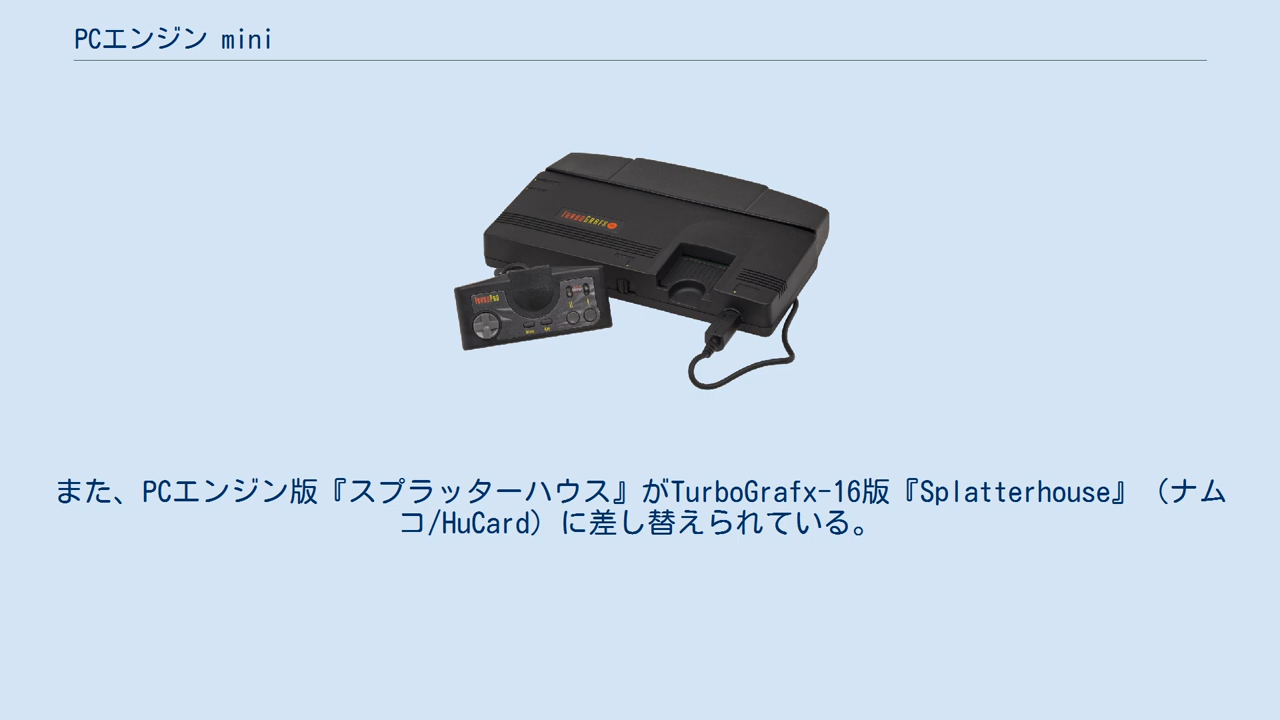 PCエンジン mini
TURBOGRAFX
TURBOPAD
また、PCエンジン版『スプラッターハウス』がTurboGrafx-16版『Splatterhouse』（ナム
コ/HuCard）に差し替えられている。